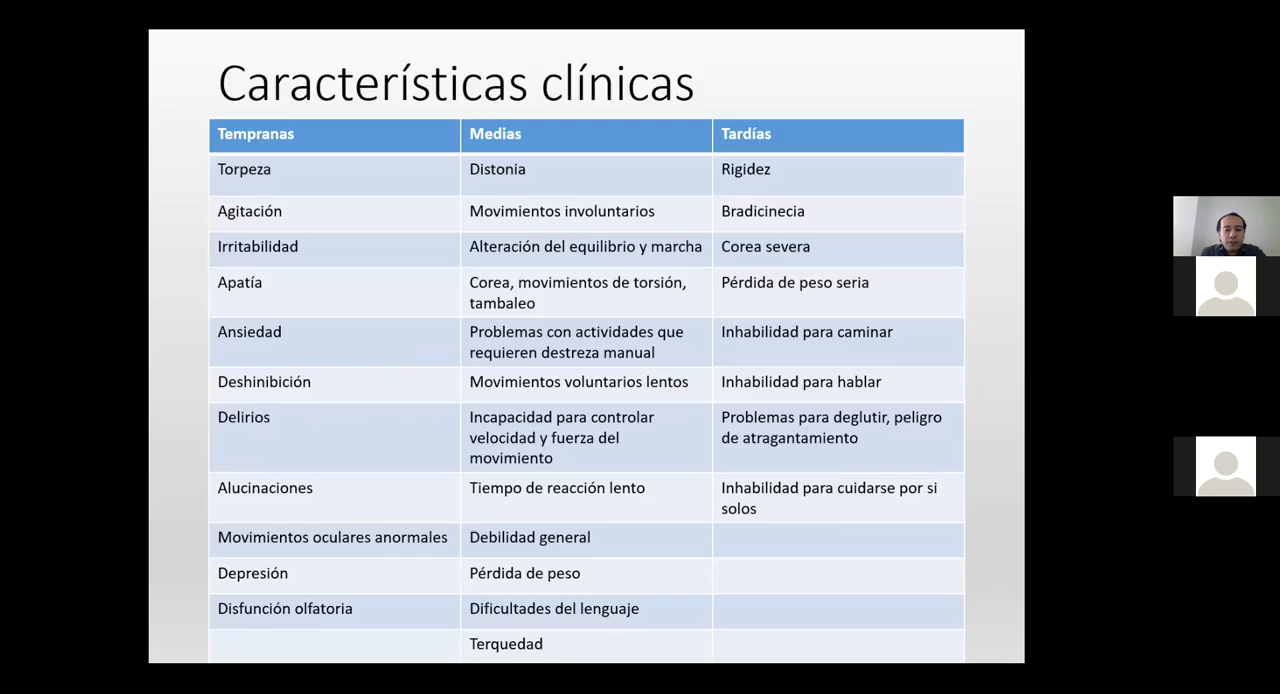 Características clínicas
Tempranas Medias Tardías
Torpeza Distonia Rigidez
Agitación Movimientos involuntarios Bradicinecia
Irritabilidad Alteración del equilibrio y marcha Corea severa
Apatía Corea, movimientos de torsión, Pérdida de peso seria
tambaleo
Ansiedad Problemas con actividades que Inhabilidad para caminar
requieren destreza manual
Deshinibición Movimientos voluntarios lentos Inhabilidad para hablar
Delirios Incapacidad para controlar Problemas para deglutir, peligro
velocidad y fuerza del de atragantamiento
movimiento
Alucinaciones Tiempo de reacción lento Inhabilidad para cuidarse por si
solos
Movimientos oculares anormales Debilidad general
Depresión Pérdida de peso
Disfunción olfatoria Dificultades del lenguaje
Terquedad